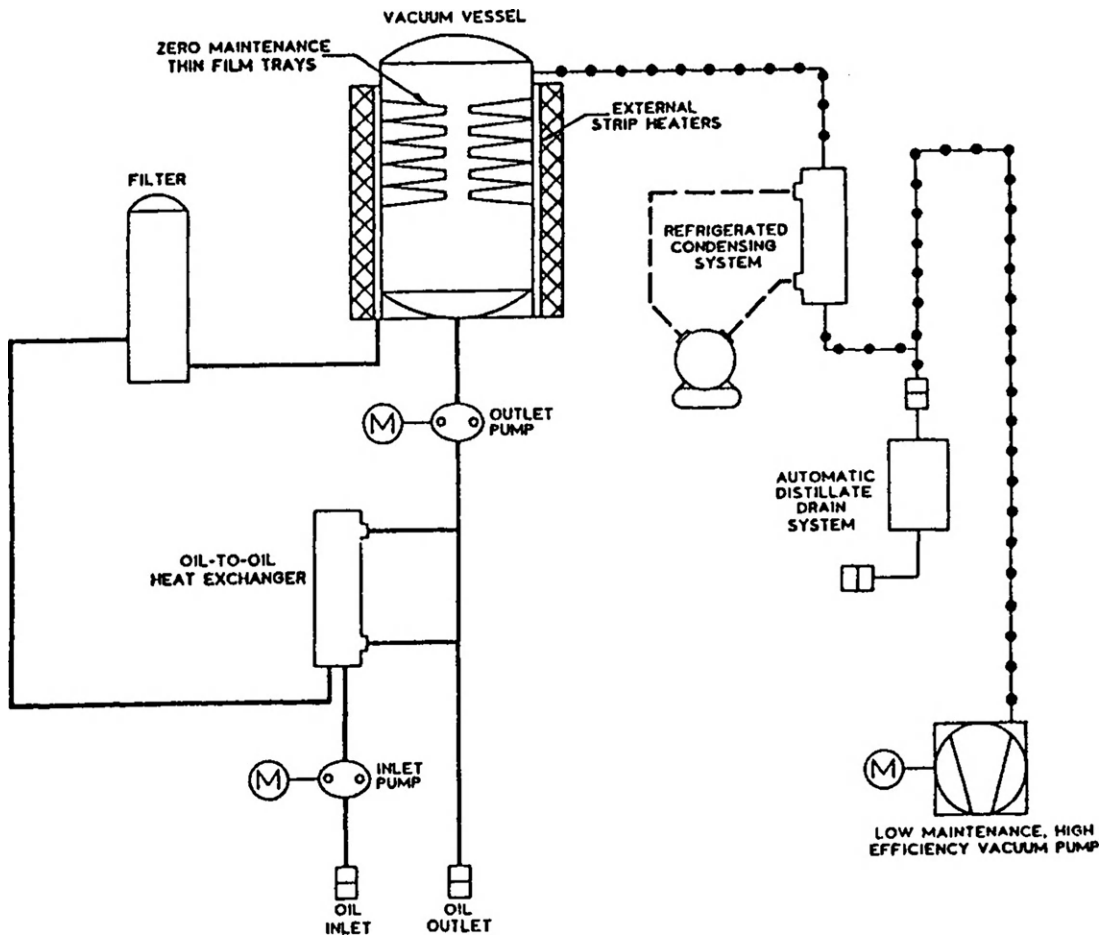 VACUUM VESSEL
ZERO MAINTENANCE
THIN FILM TRAYS
EXTERNAL
STRIP HEATERS
FILTER
REFRIGERATED
CONDENSING
SYSTEM
M
OUTLET
PUMP
AUTOMATIC
DISTILLATE
DRAIN
SYSTEM
OIL-TO-OIL
HEAT EXCHANGER
M
INLET
PUMP
M
LOW MAINTENANCE, HIGH
EFFICIENCY VACUUM PUMP
OIL
INLET
OIL
OUTLET